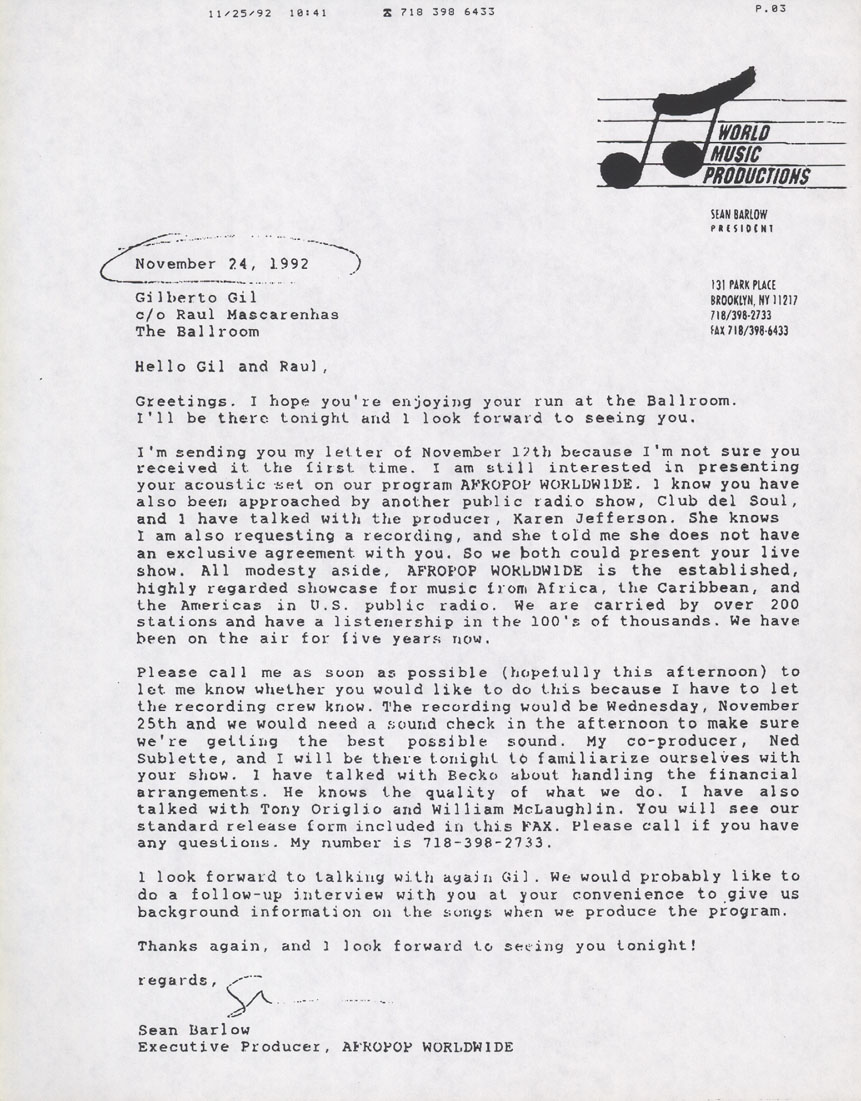 11/25/92 10:41 718 398 6433 P.03
WORLD
MUSIC
PRODUCTIONS
SEAN BARLOW
PRESIDENT
131 PARK PLACE
BROOKLYN, NY 11217
718/398-2733
FAX 718/398-6433
November 24, 1992
Gilberto Gil
c/o Raul Mascarenhas
The Ballroom
Hello Gil and Raul,
Greetings. I hope you're enjoying your run at the Ballroom.
I'll be there tonight and I look forward to seeing you.
I'm sending you my letter of November 12th because I'm not sure you
received it the first time. I am still interested in presenting
your acoustic set on our program AFROPOP WORLDWIDE. I know you have
also been approached by another public radio show, Club del Soul,
and I have talked with the producer, Karen Jefferson. She knows
I am also requesting a recording, and she told me she does not have
an exclusive agreement with you. So we both could present your live
show. All modesty aside, AFROPOP WORLDWIDE is the established,
highly regarded showcase for music from Africa, the Caribbean, and
the Americas in U.S. public radio. We are carried by over 200
stations and have a listenership in the 100's of thousands. We have
been on the air for five years now.
Please call me as soon as possible (hopefully this afternoon) to
let me know whether you would like to do this because I have to let
the recording crew know. The recording would be Wednesday, November
25th and we would need a sound check in the afternoon to make sure
we're getting the best possible sound. My co-producer, Ned
Sublette, and I will be there tonight to familiarize ourselves with
your show. I have talked with Becko about handling the financial
arrangements. He knows the quality of what we do. I have also
talked with Tony Origlio and William McLaughlin. You will see our
standard release form included in this FAX. Please call if you have
any questions. My number is 718-398-2733.
I look forward to talking with again Gil. We would probably like to
do a follow-up interview with you at your convenience to give us
background information on the songs when we produce the program.
Thanks again, and I look forward to seeing you tonight!
regards,
Sean Barlow
Executive Producer, AFROPOP WORLDWIDE